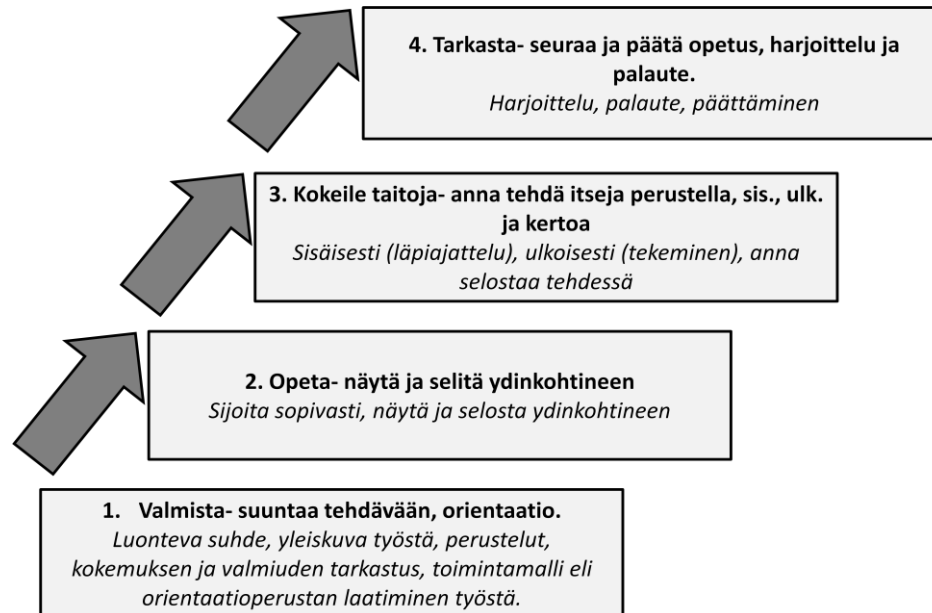 4. Tarkasta- seuraa ja päätä opetus, harjoittelu ja
palaute.
Harjoittelu, palaute, päättäminen
3. Kokeile taitoja- anna tehdä itseja perustella, sis., ulk.
ja kertoa
Sisäisesti (läpiajattelu), ulkoisesti (tekeminen), anna
selostaa tehdessä
2. Opeta- näytä ja selitä ydinkohtineen
Sijoita sopivasti, näytä ja selosta ydinkohtineen
1. Valmista- suuntaa tehdävään, orientaatio.
Luonteva suhde, yleiskuva työstä, perustelut,
kokemuksen ja valmiuden tarkastus, toimintamalli eli
orientaatioperustan laatiminen työstä.